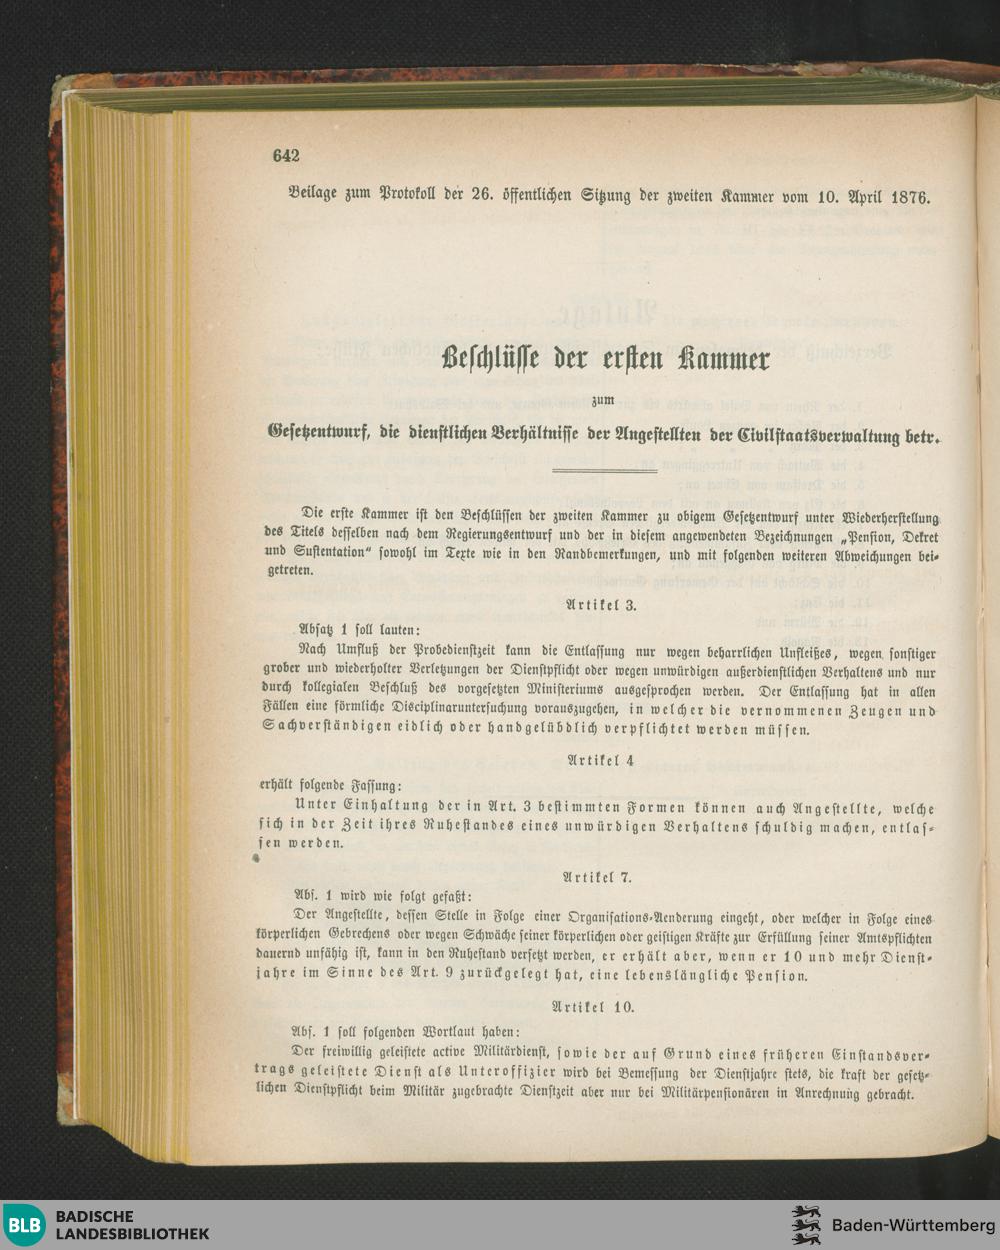 642
Beilage zum Protokoll der 26. öffentlichen Sitzung der zweiten Kammer vom 10. April 1876.
Beschlüsse der ersten Kammer
zum
Gesetzentwurf, die dienstlichen Verhältnisse der Angestellten der Civilstaatsverwaltung betr.
Die erste Kammer ist den Beschlüssen der zweiten Kammer zu obigem Gesetzentwurf unter Wiederherstellung
des Titels desselben nach dem Regierungsentwurf und der in diesem angewendeten Bezeichnungen „Pension, Dekret
und Sustentation“ sowohl im Texte wie in den Randbemerkungen, und mit folgenden weiteren Abweichungen bei-
getreten.
Artikel 3.
Absatz 1 soll lauten:
Nach Umfluß der Probedienstzeit kann die Entlassung nur wegen beharrlichen Unfleißes, wegen sonstiger
grober und wiederholter Verletzungen der Dienstpflicht oder wegen unwürdigen außerdienstlichen Verhaltens und nur
durch kollegialen Beschluß des vorgesetzten Ministeriums ausgesprochen werden. Der Entlassung hat in allen
Fällen eine förmliche Disciplinaruntersuchung vorauszugehen, in welcher die vernommenen Zeugen und
Sachverständigen eidlich oder handgelübdlich verpflichtet werden müssen.
Artikel 4
erhält folgende Fassung:
Unter Einhaltung der in Art. 3 bestimmten Formen können auch Angestellte, welche
sich in der Zeit ihres Ruhestandes eines unwürdigen Verhaltens schuldig machen, entlas-
sen werden.
Artikel 7.
Abs. 1 wird wie folgt gefaßt:
Der Angestellte, dessen Stelle in Folge einer Organisations-Aenderung eingeht, oder welcher in Folge eines
körperlichen Gebrechens oder wegen Schwäche seiner körperlichen oder geistigen Kräfte zur Erfüllung seiner Amtspflichten
dauernd unfähig ist, kann in den Ruhestand versetzt werden, er erhält aber, wenn er 10 und mehr Dienst-
jahre im Sinne des Art. 9 zurückgelegt hat, eine lebenslängliche Pension.
Artikel 10.
Abs. 1 soll folgenden Wortlaut haben:
Der freiwillig geleistete active Militärdienst, sowie der auf Grund eines früheren Einstandsver-
trags geleistete Dienst als Unteroffizier wird bei Bemessung der Dienstjahre stets, die kraft der gesetz-
lichen Dienstpflicht beim Militär zugebrachte Dienstzeit aber nur bei Militärpensionären in Anrechnung gebracht.
BLB
BADISCHE
LANDESBIBLIOTHEK
Baden-Württemberg